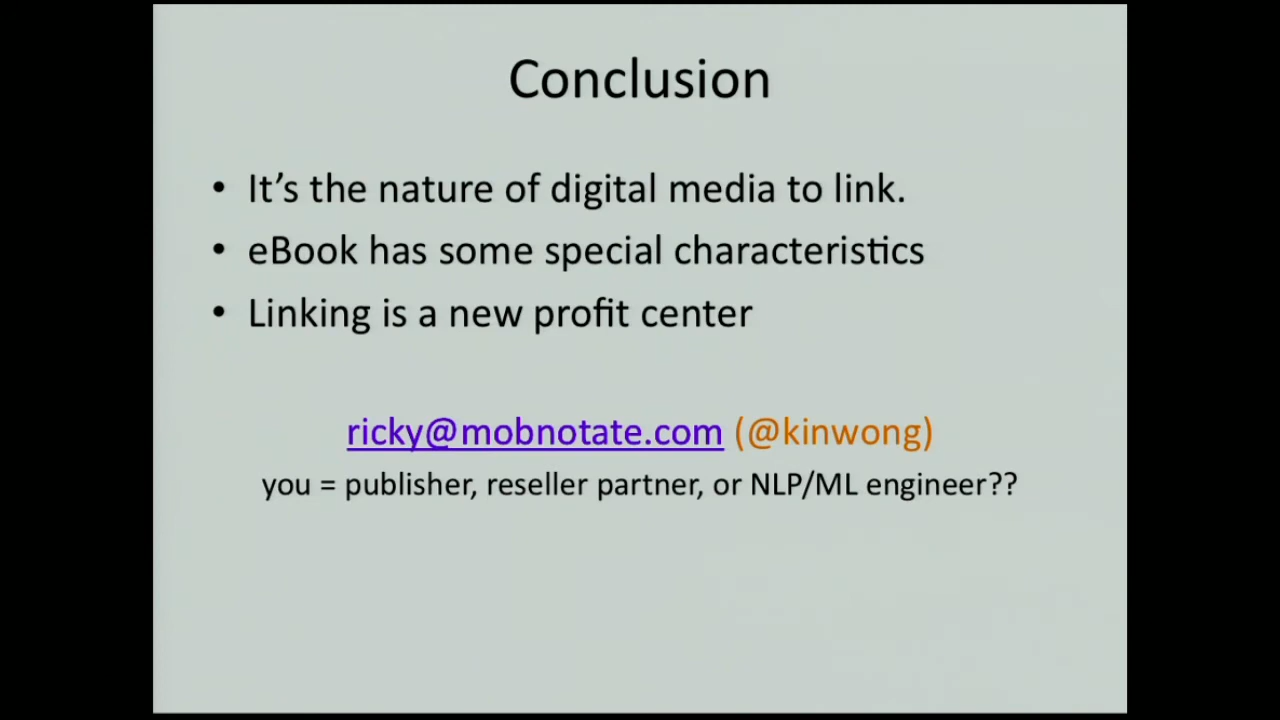 Conclusion
• It's the nature of digital media to link.
• eBook has some special characteristics
• Linking is a new profit center
ricky@mobnotate.com (@kinwong)
you = publisher, reseller partner, or NLP/ML engineer??